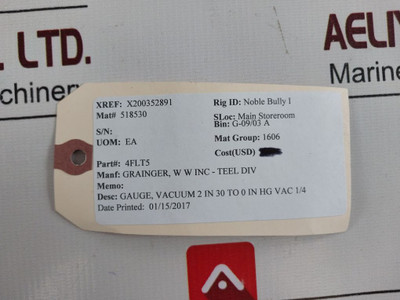 . LTD.
chinery
AELIY
Marine
XREF: X200352891 Rig ID: Noble Bully I
Mat# 518530 SLoc: Main Storeroom
Bin: G-09/03 A
S/N:
UOM: EA Mat Group: 1606
Cost(USD)
Part#: 4FLT5
Manf: GRAINGER, W W INC - TEEL DIV
Memo:
Desc: GAUGE, VACUUM 2 IN 30 TO 0 IN HG VAC 1/4
Date Printed: 01/15/2017